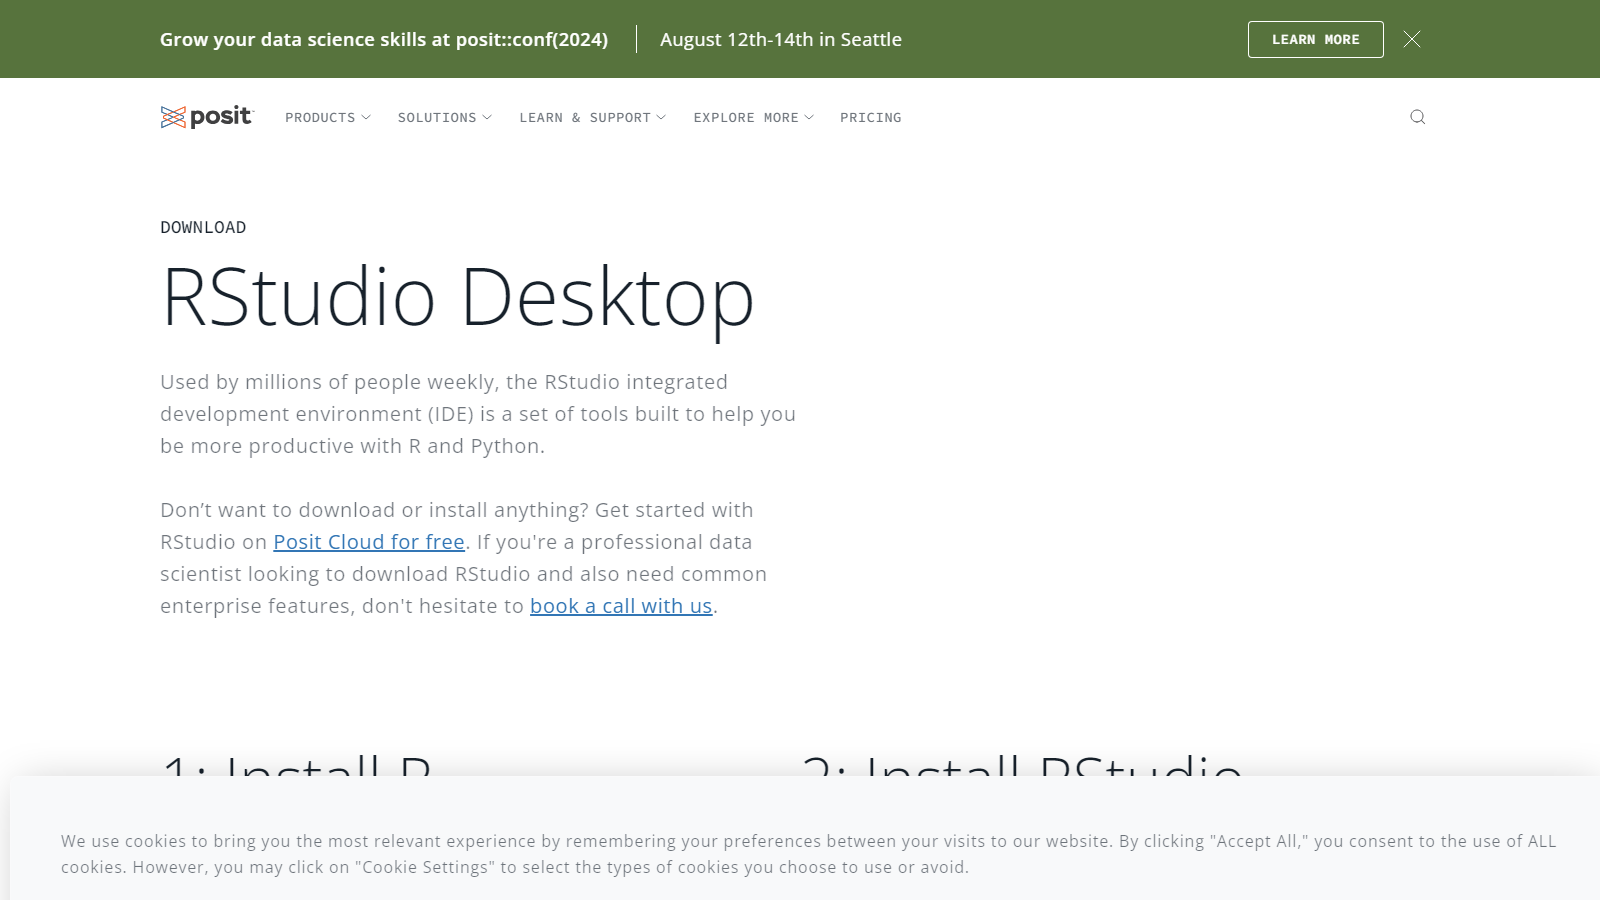 Grow your data science skills at posit::conf(2024)
August 12th-14th in Seattle
LEARN MORE
posit
PRODUCTS
SOLUTIONS
LEARN & SUPPORT
EXPLORE MORE
PRICING
DOWNLOAD
RStudio Desktop
Used by millions of people weekly, the RStudio integrated
development environment (IDE) is a set of tools built to help you
be more productive with R and Python.
Don’t want to download or install anything? Get started with
RStudio on Posit Cloud for free. If you're a professional data
scientist looking to download RStudio and also need common
enterprise features, don't hesitate to book a call with us.
1: Install R
2: Install RStudio
We use cookies to bring you the most relevant experience by remembering your preferences between your visits to our website. By clicking "Accept All," you consent to the use of ALL
cookies. However, you may click on "Cookie Settings" to select the types of cookies you choose to use or avoid.